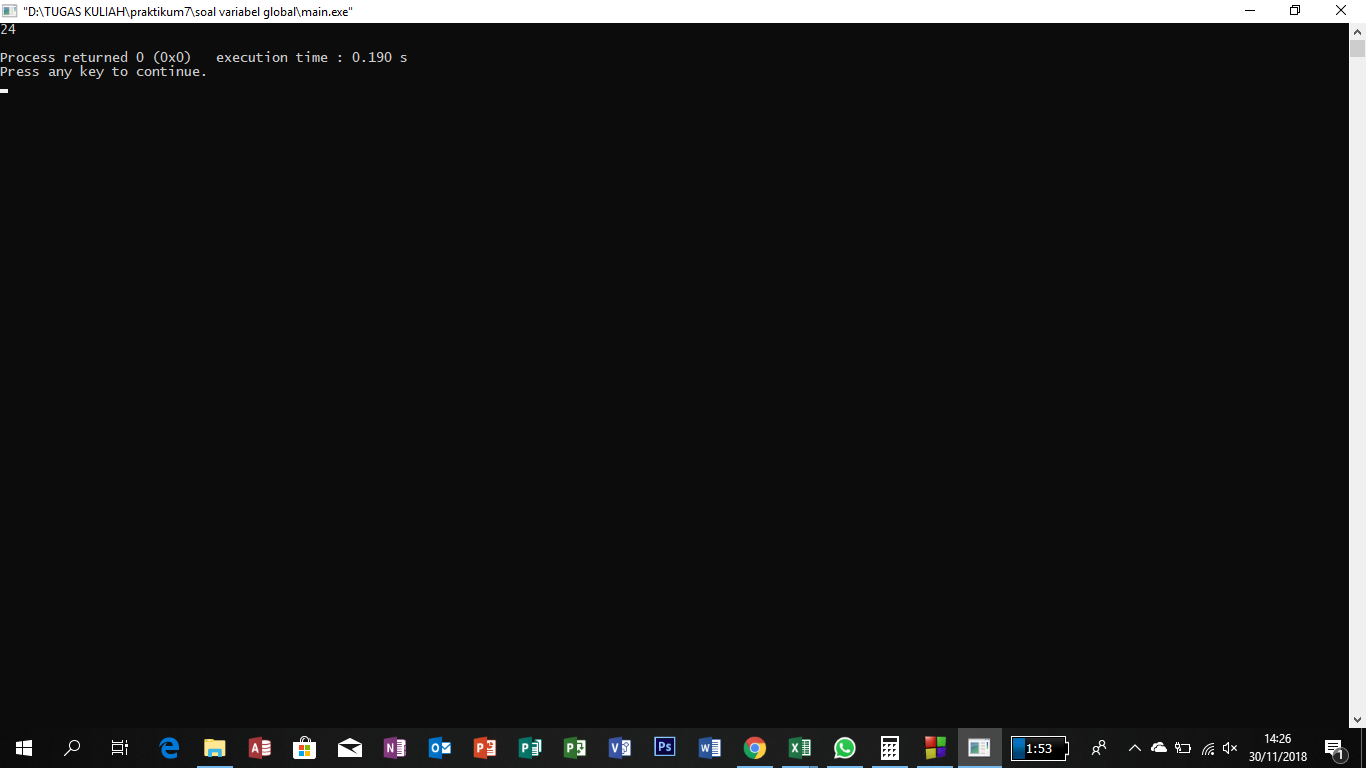 "D:\TUGAS KULIAH\praktikum7\soal variabel global\main.exe"
24
Process returned 0 (0x0)   execution time : 0.190 s
Press any key to continue.
1:53
14:26
30/11/2018
1